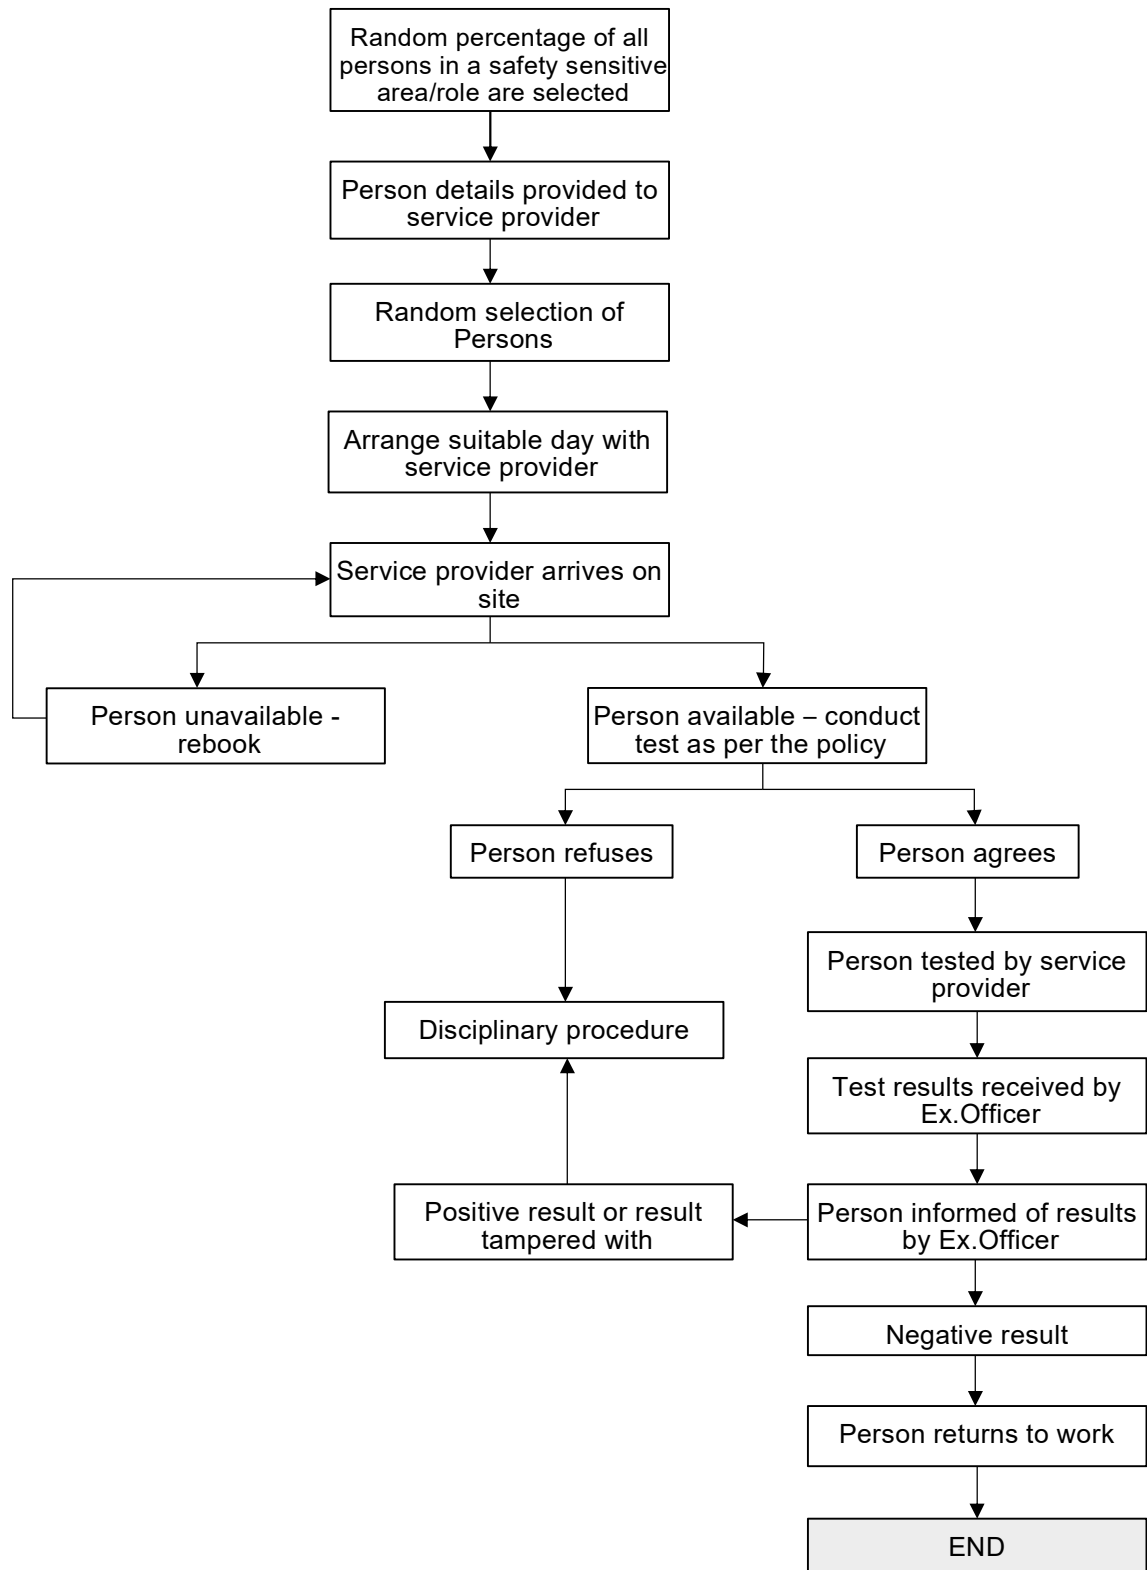 Random percentage of all
persons in a safety sensitive
area/role are selected
Person details provided to
service provider
Random selection of
Persons
Arrange suitable day with
service provider
Service provider arrives on
site
Person unavailable -
rebook
Person available – conduct
test as per the policy
Person refuses
Person agrees
Person tested by service
provider
Disciplinary procedure
Test results received by
Ex.Officer
Positive result or result
tampered with
Person informed of results
by Ex.Officer
Negative result
Person returns to work
END